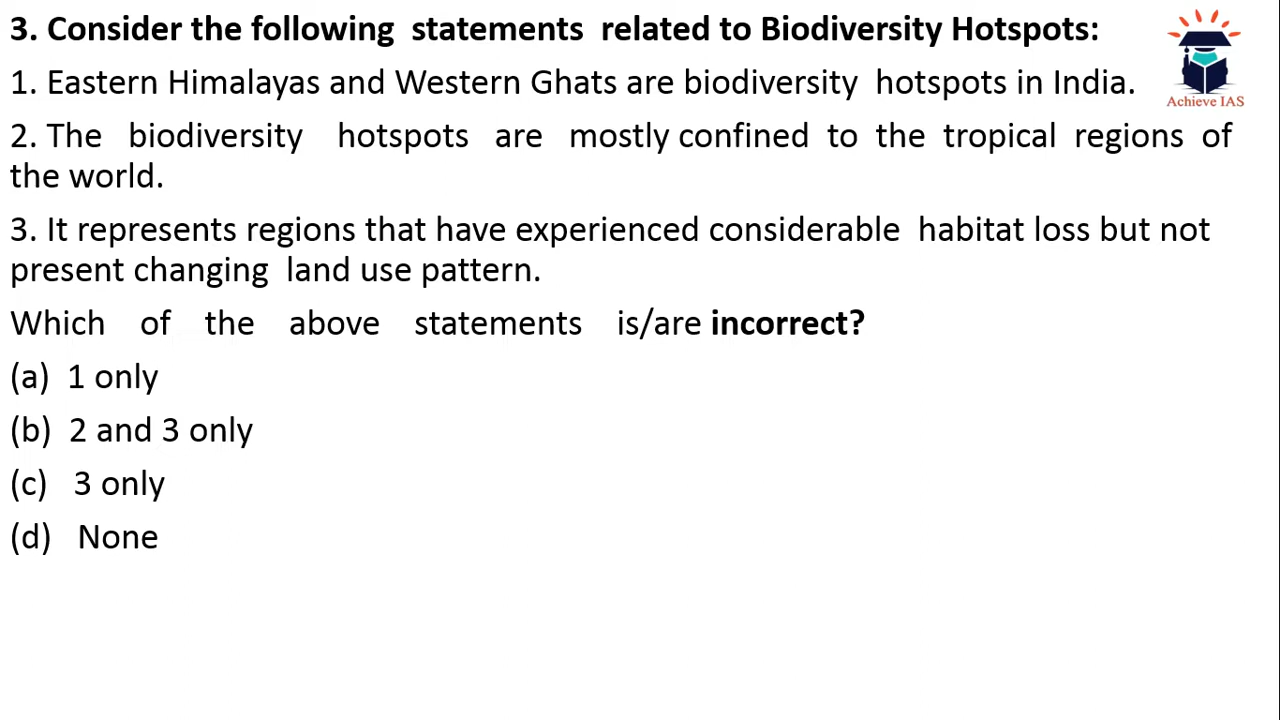 3. Consider the following statements related to Biodiversity Hotspots:
Achieve IAS
1. Eastern Himalayas and Western Ghats are biodiversity hotspots in India.
2. The biodiversity hotspots are mostly confined to the tropical regions of
the world.
3. It represents regions that have experienced considerable habitat loss but not
present changing land use pattern.
Which of the above statements is/are incorrect?
(a) 1 only
(b) 2 and 3 only
(c) 3 only
(d) None